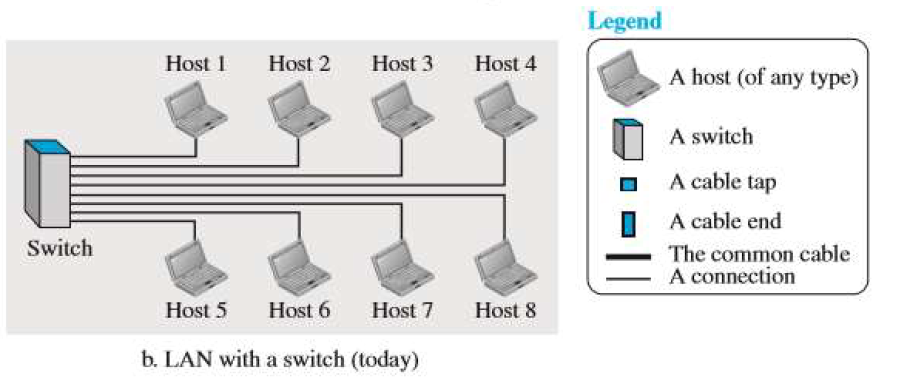 Legend
Host 1 Host 2 Host 3 Host 4
A host (of any type)
A switch
A cable tap
A cable end
The common cable
A connection
Switch
Host 5 Host 6 Host 7 Host 8
b. LAN with a switch (today)